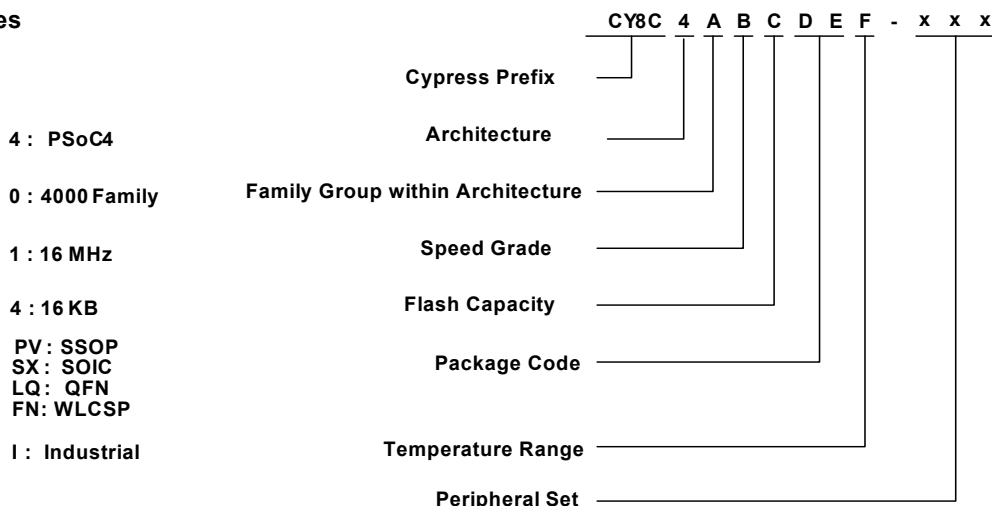 es
CY8C 4 A B C D E F - x x x
Cypress Prefix
4 : PSoC4 Architecture
0 : 4000 Family Family Group within Architecture
1 : 16 MHz Speed Grade
4 : 16 KB Flash Capacity
PV : SSOP
SX : SOIC
LQ : QFN
FN: WLCSP
Package Code
I : Industrial Temperature Range
Peripheral Set